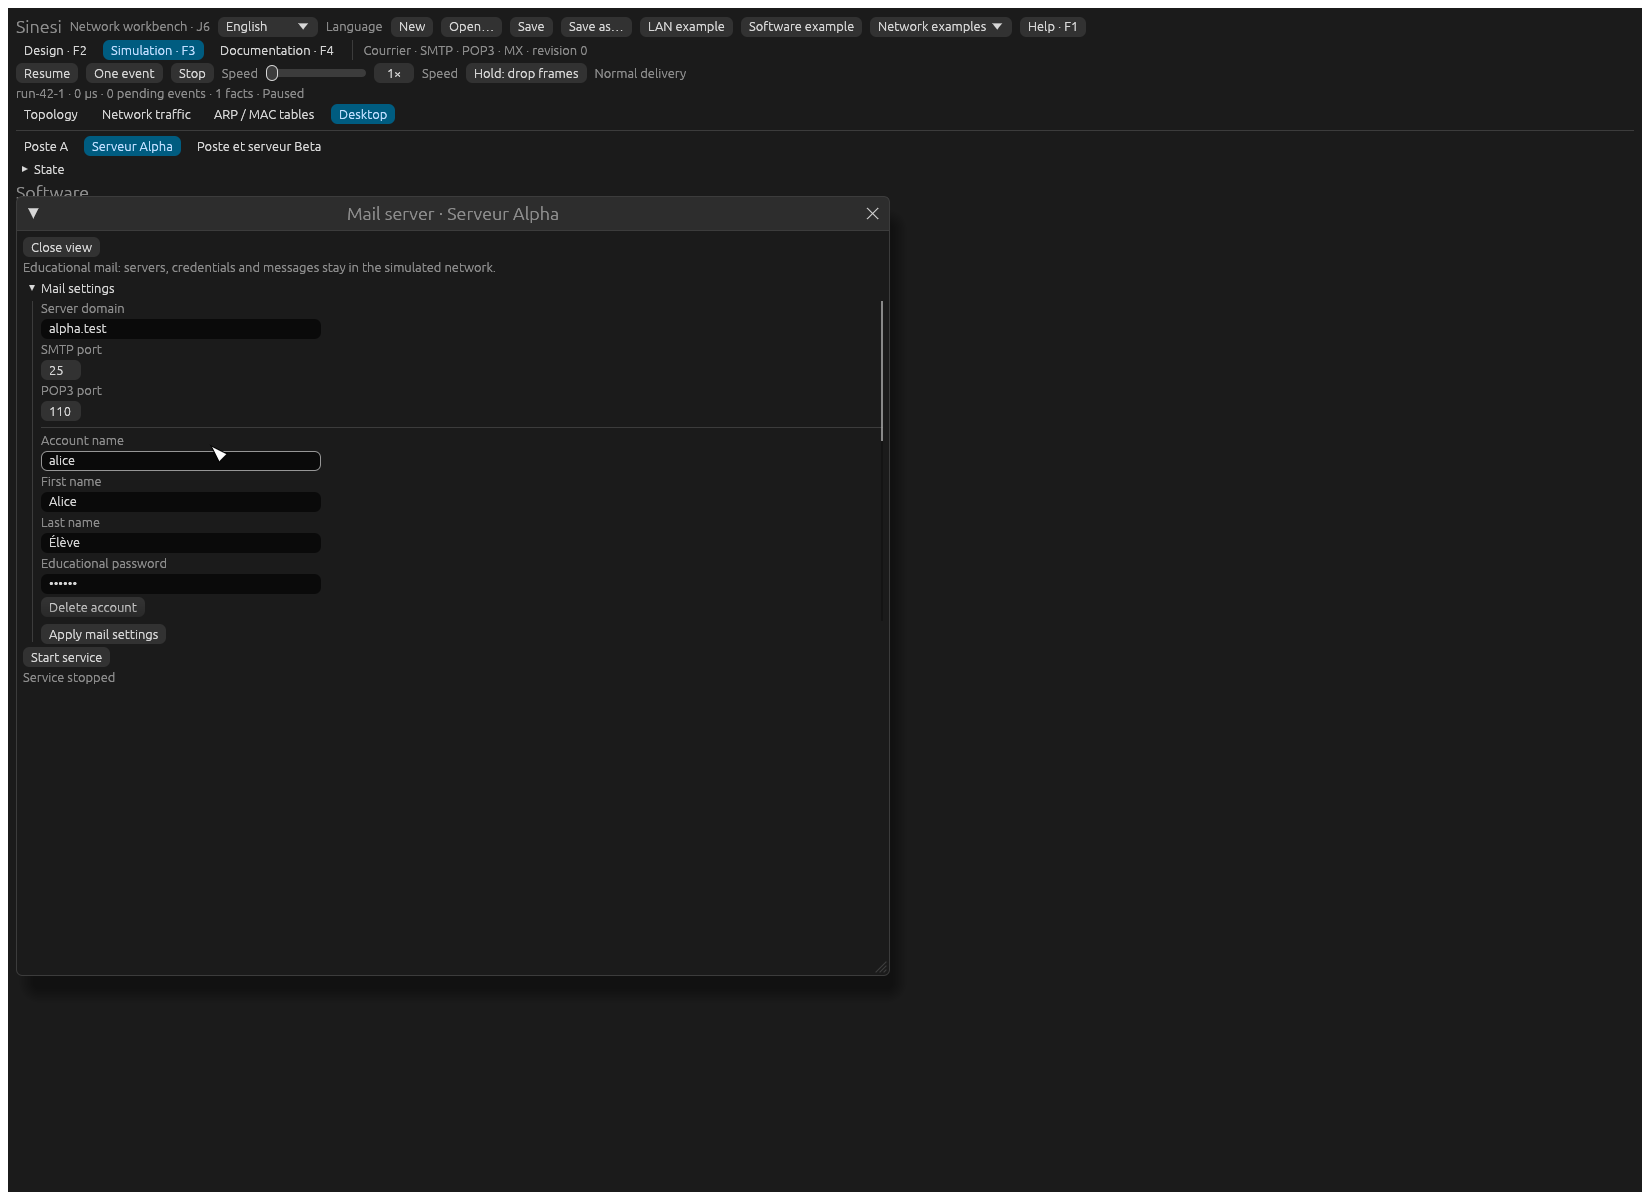 Sinesi Network workbench · J6 English Language New Open... Save Save as... LAN example Software example Network examples Help · F1
Design · F2 Simulation · F3 Documentation · F4 Courrier · SMTP · POP3 · MX · revision 0
Resume One event Stop Speed 1× Speed Hold: drop frames Normal delivery
run-42-1 · 0 µs · 0 pending events · 1 facts · Paused
Topology Network traffic ARP / MAC tables Desktop
Poste A Serveur Alpha Poste et serveur Beta
State
Software
Mail server · Serveur Alpha
Close view
Educational mail: servers, credentials and messages stay in the simulated network.
Mail settings
Server domain
alpha.test
SMTP port
25
POP3 port
110
Account name
alice
First name
Alice
Last name
Élève
Educational password
••••••
Delete account
Apply mail settings
Start service
Service stopped